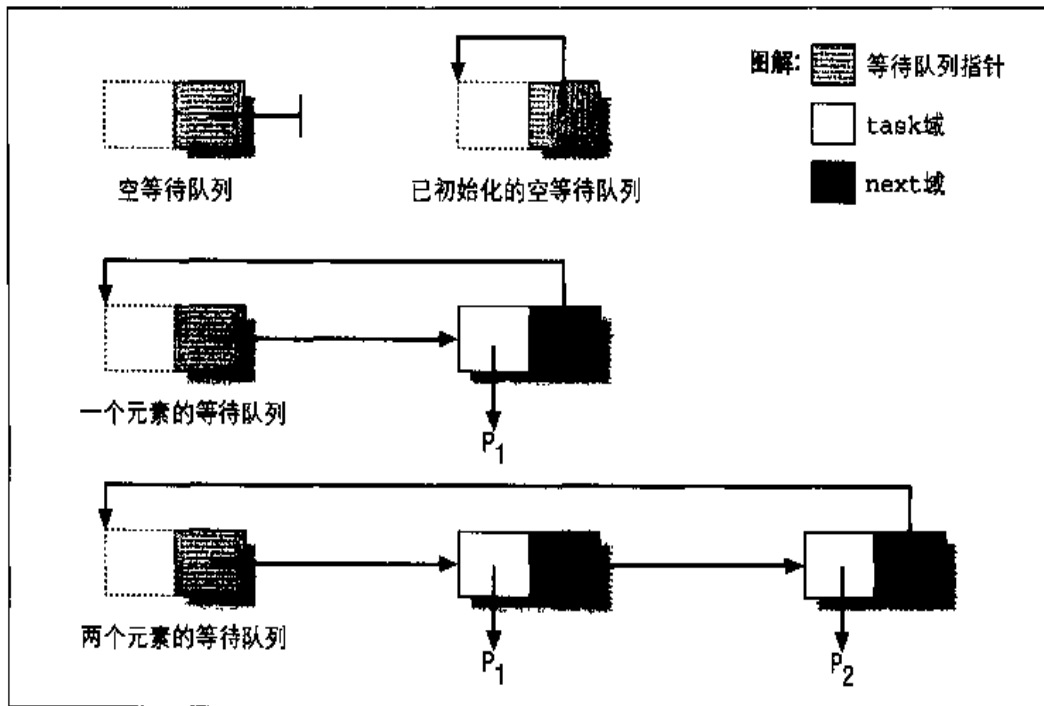 图解:
等待队列指针
task域
next域
空等待队列
已初始化的空等待队列
一个元素的等待队列
P1
两个元素的等待队列
P1
P2